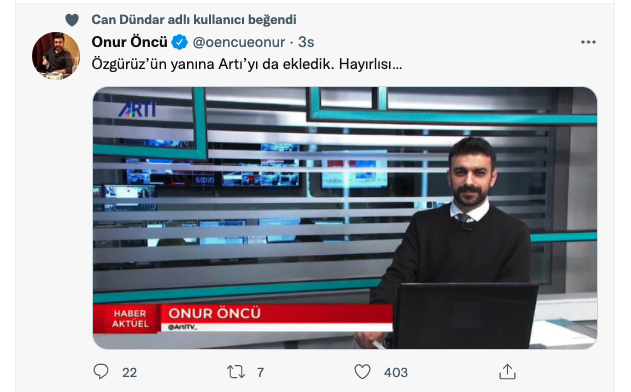 Can Dündar adlı kullanıcı beğendi
Onur Öncü @oencueonur · 3s
Özgürüz’ün yanına Artı’yı da ekledik. Hayırlısı...
ARTI
HABER AKTÜEL
ONUR ÖNCÜ
@ArtiTV_
22 7 403